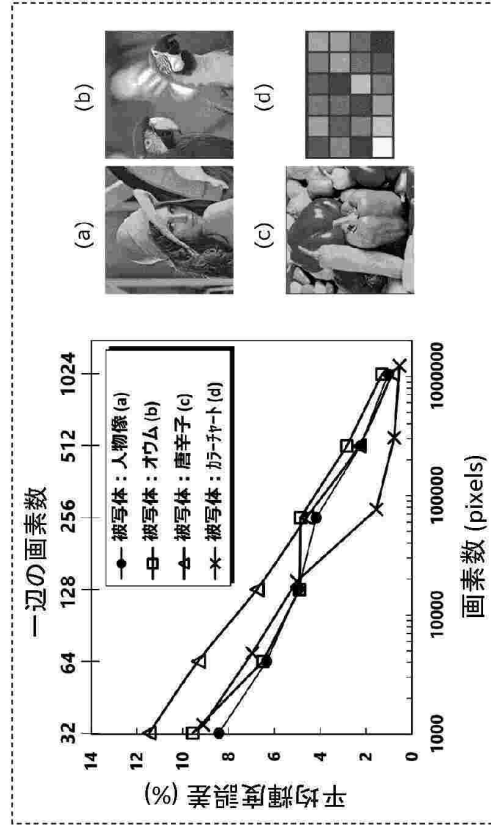 一辺の画素数
32 64 128 256 512 1024
被写体：人物像 (a)
被写体：オウム (b)
被写体：唐辛子 (c)
被写体：カラーチャート (d)
平均輝度誤差 (%)
14
12
10
8
6
4
2
0
1000 10000 100000 1000000
画素数 (pixels)
(a)
(b)
(c)
(d)